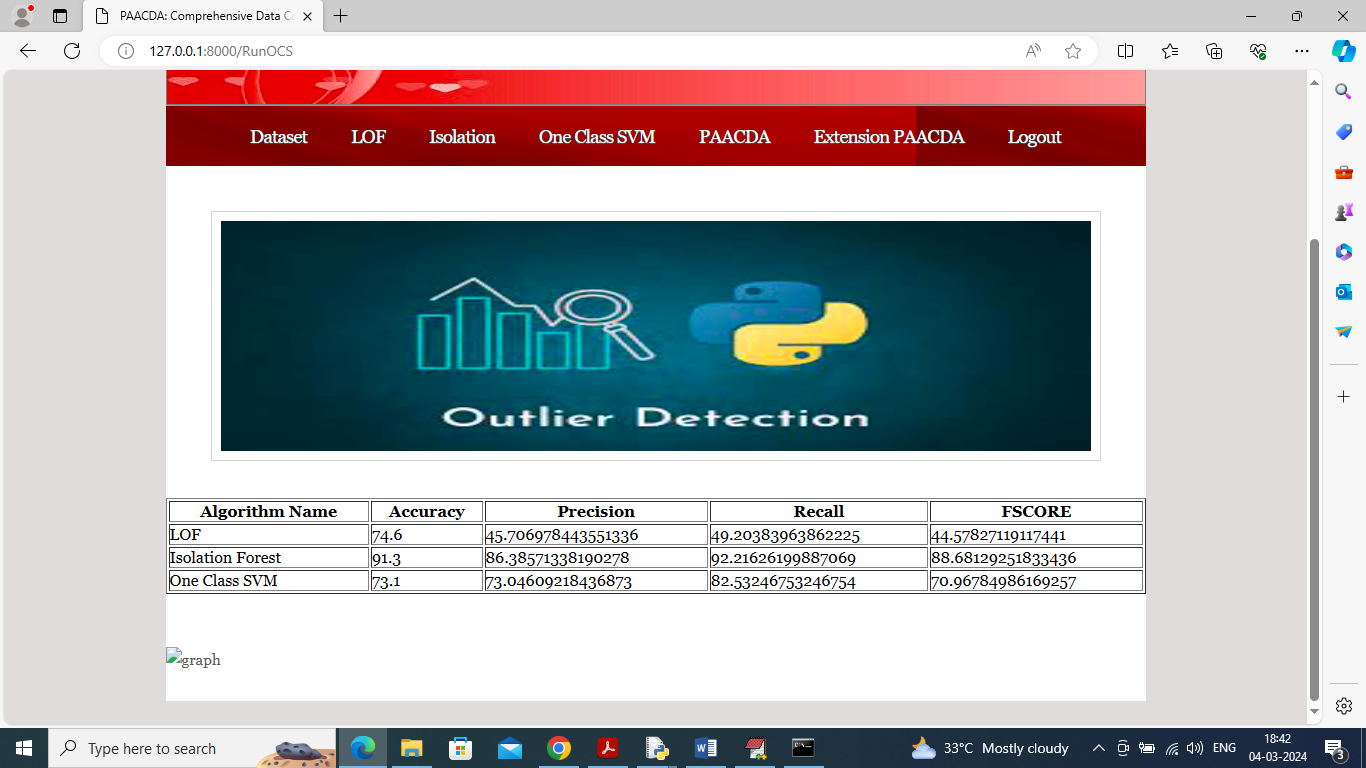 PAACDA: Comprehensive Data C
127.0.0.1:8000/RunOCS
Dataset LOF Isolation One Class SVM PAACDA Extension PAACDA Logout
Outlier Detection
Algorithm Name Accuracy Precision Recall FSCORE
LOF 74.6 45.706978443551336 49.20383963862225 44.57827119117441
Isolation Forest 91.3 86.38571338190278 92.21626199887069 88.68129251833436
One Class SVM 73.1 73.04609218436873 82.53246753246754 70.96784986169257
graph
Type here to search
33°C Mostly cloudy
ENG
18:42
04-03-2024
3